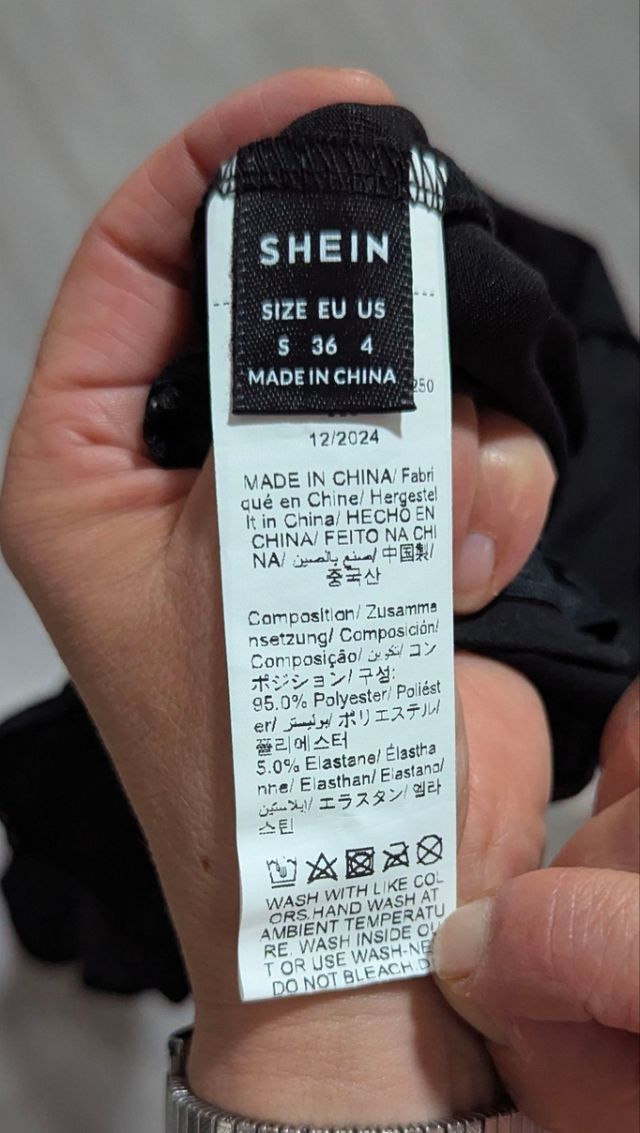 SHEIN
SIZE EU US
S 36 4
MADE IN CHINA
250
12/2024
MADE IN CHINA/ Fabri
qué en Chine/ Hergestel
lt in China/ HECHO EN
CHINA/ FEITO NA CHI
NA/ صنع بالصين/ 中国製/
중국산
Composition/ Zusamme
nsetzung/ Composición/
Composição/ تكوين/ コン
ポジション/ 구성:
95.0% Polyester/ Poliést
er/ بوليستر/ ポリエステル/
폴리에스터
5.0% Elastane/ Élastha
nne/ Elasthan/ Elastano/
إيلاستين/ エラスタン/ 엘라
스틴
WASH WITH LIKE COL
ORS.HAND WASH AT
AMBIENT TEMPERATU
RE. WASH INSIDE OU
T OR USE WASH-NE
DO NOT BLEACH.D